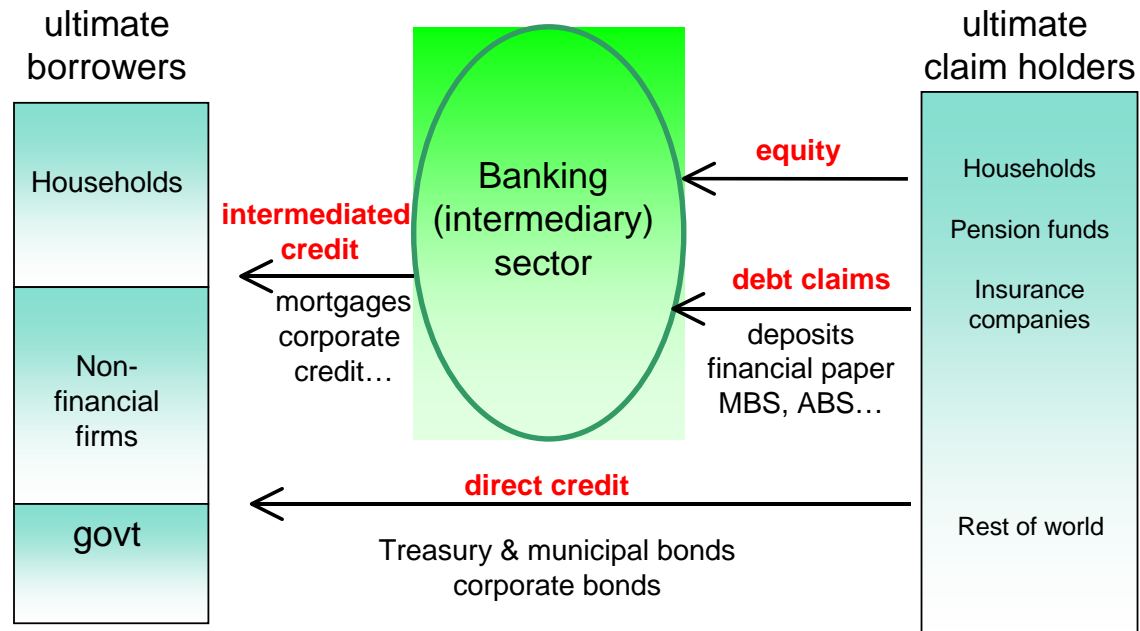 ultimate
borrowers
Households
Non-
financial
firms
govt
intermediated
credit
mortgages
corporate
credit…
Banking
(intermediary)
sector
equity
debt claims
deposits
financial paper
MBS, ABS…
direct credit
Treasury & municipal bonds
corporate bonds
ultimate
claim holders
Households
Pension funds
Insurance
companies
Rest of world